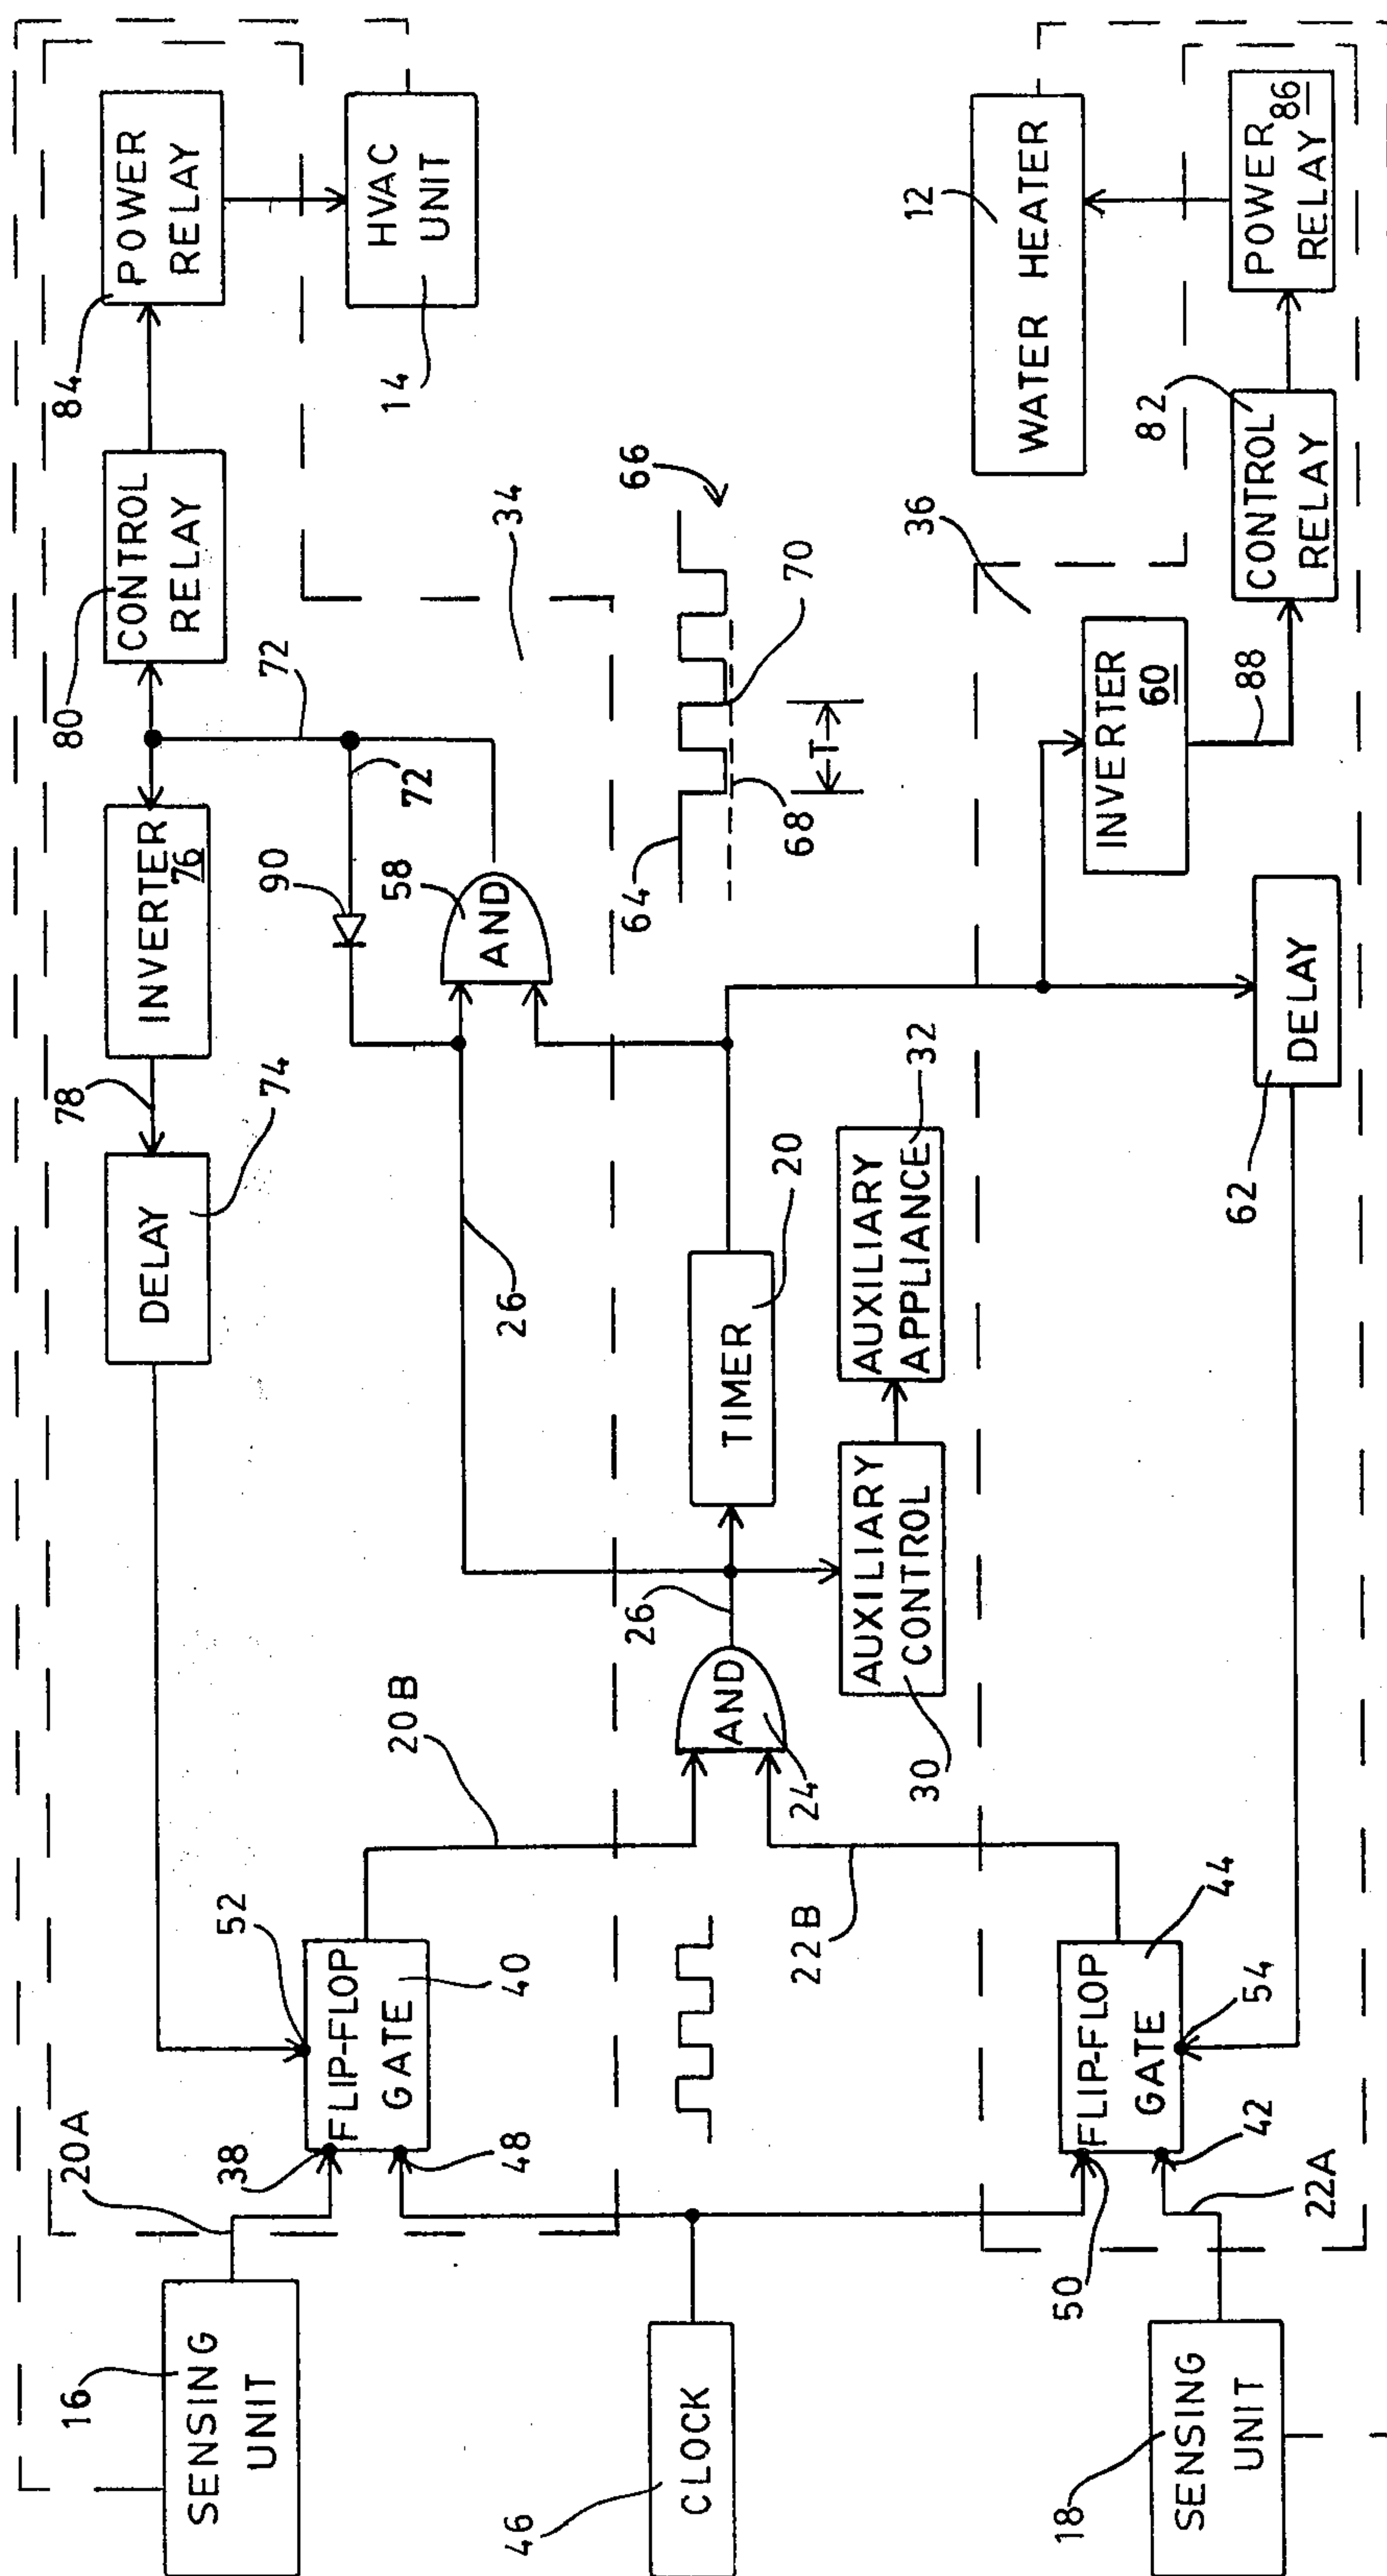 16
SENSING
UNIT
20A
38
52
FLIP-FLOP
GATE
40
48
20B
DELAY
74
78
INVERTER
76
90
72
72
80
CONTROL
RELAY
84
POWER
RELAY
HVAC
UNIT
14
26
58
AND
34
46
CLOCK
AND
24
26
TIMER
20
AUXILIARY
CONTROL
30
AUXILIARY
APPLIANCE
32
64
66
68
70
T
18
SENSING
UNIT
22A
50
42
FLIP-FLOP
GATE
44
54
22B
62
DELAY
INVERTER
60
88
36
82
CONTROL
RELAY
POWER
RELAY
86
12
WATER HEATER